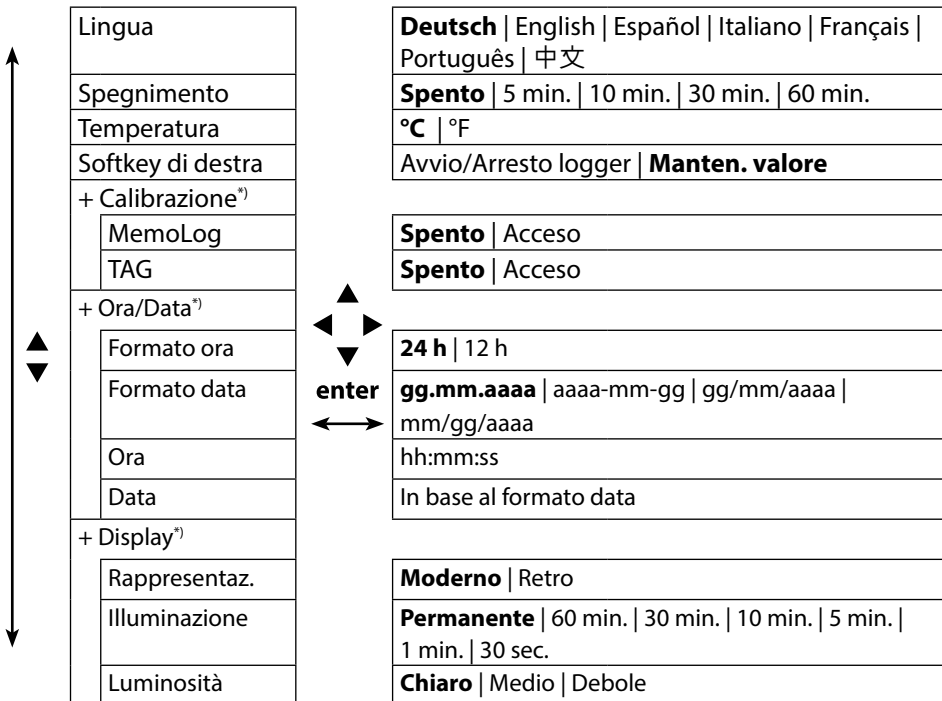 Lingua
Deutsch | English | Español | Italiano | Français |
Português | 中文
Spegnimento
Spento | 5 min. | 10 min. | 30 min. | 60 min.
Temperatura
°C | °F
Softkey di destra
Avvio/Arresto logger | Manten. valore
+ Calibrazione*)
MemoLog
Spento | Acceso
TAG
Spento | Acceso
+ Ora/Data*)
Formato ora
24 h | 12 h
Formato data
enter
gg.mm.aaaa | aaaa-mm-gg | gg/mm/aaaa |
mm/gg/aaaa
Ora
hh:mm:ss
Data
In base al formato data
+ Display*)
Rappresentaz.
Moderno | Retro
Illuminazione
Permanente | 60 min. | 30 min. | 10 min. | 5 min. |
1 min. | 30 sec.
Luminosità
Chiaro | Medio | Debole